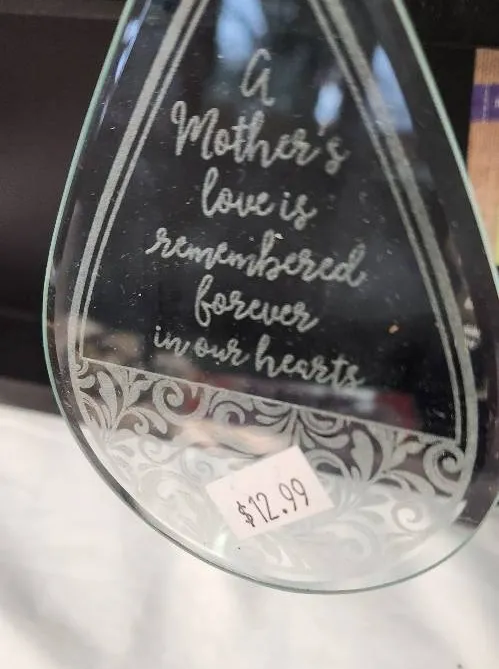 A
Mother's
love is
remembered
forever
in our hearts
$12.99